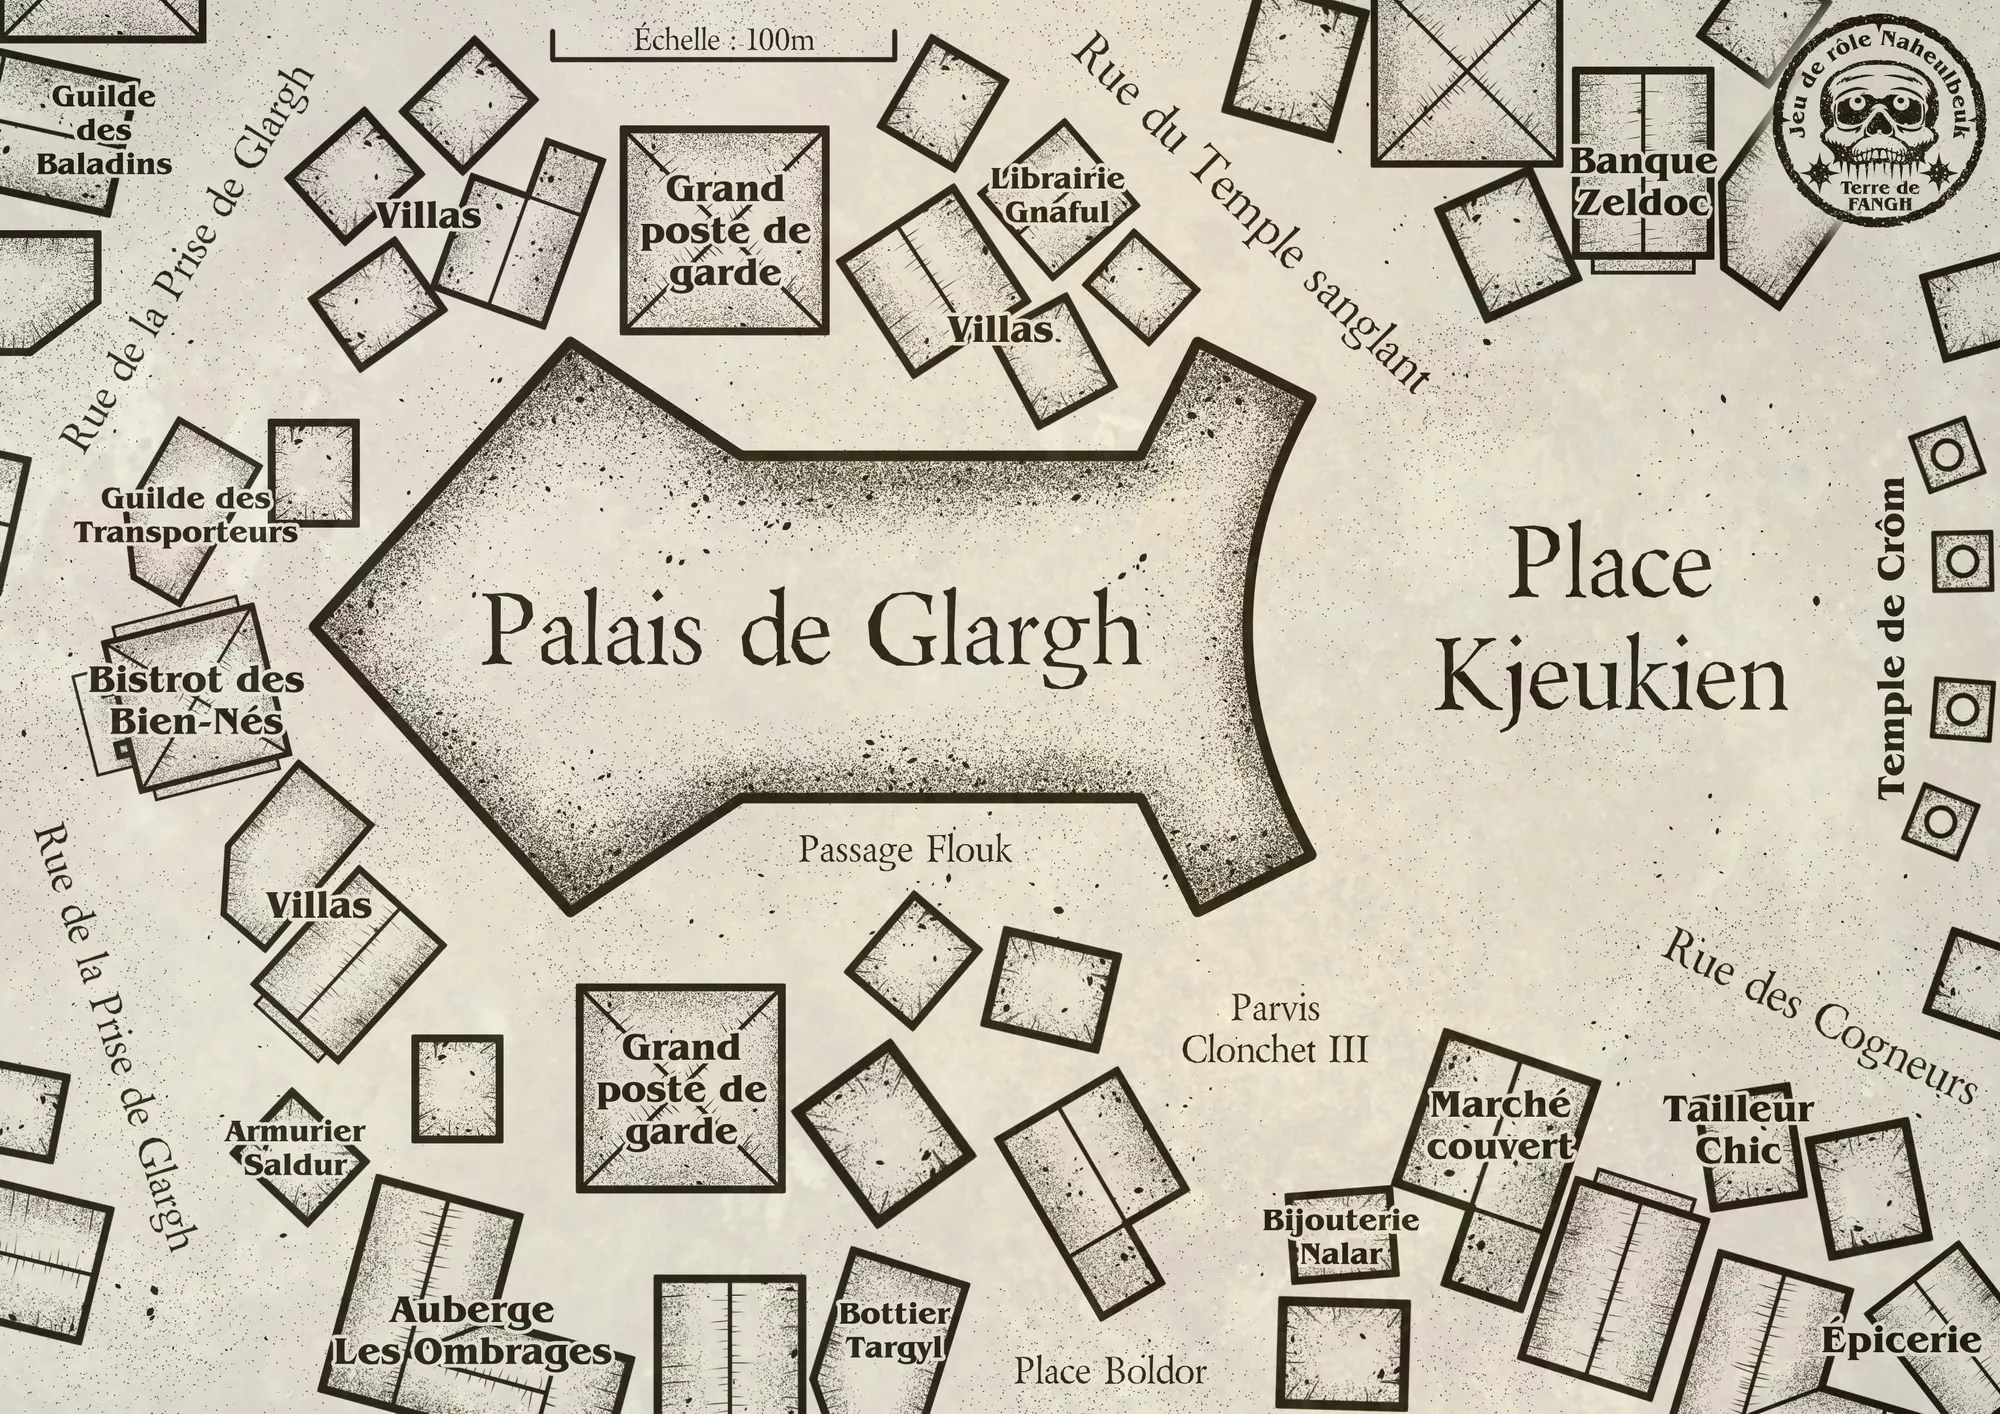 Échelle : 100m
Guilde
des
Baladins
Rue de la Prise de Glargh
Villas
Grand
poste de
garde
Librairie
Gnaful
Villas
Rue du Temple sanglant
Banque
Zeldoc
Jeu de rôle Naheulbeuk
Terre de
FANGH
Guilde des
Transporteurs
Bistrot des
Bien-Nés
Palais de Glargh
Place
Kjeukien
Temple de Crôm
Passage Flouk
Villas
Rue de la Prise de Glargh
Armurier
Saldur
Grand
poste de
garde
Parvis
Clonchet III
Rue des Cogneurs
Marché
couvert
Tailleur
Chic
Bijouterie
Nalar
Auberge
Les Ombrages
Bottier
Targyl
Place Boldor
Épicerie